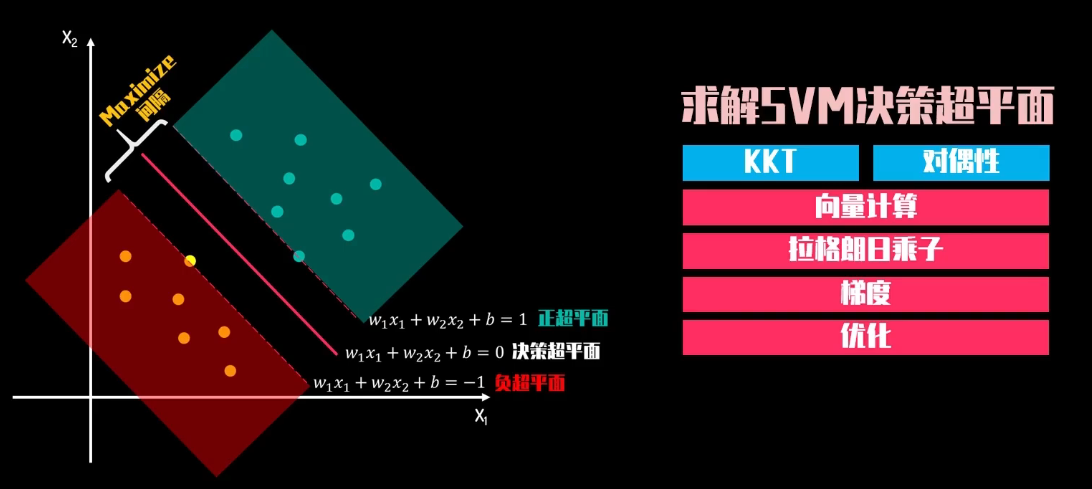 X₂
Maximize
间隔
w₁x₁ + w₂x₂ + b = 1 正超平面
w₁x₁ + w₂x₂ + b = 0 决策超平面
w₁x₁ + w₂x₂ + b = −1 负超平面
X₁
求解SVM决策超平面
KKT 对偶性
向量计算
拉格朗日乘子
梯度
优化